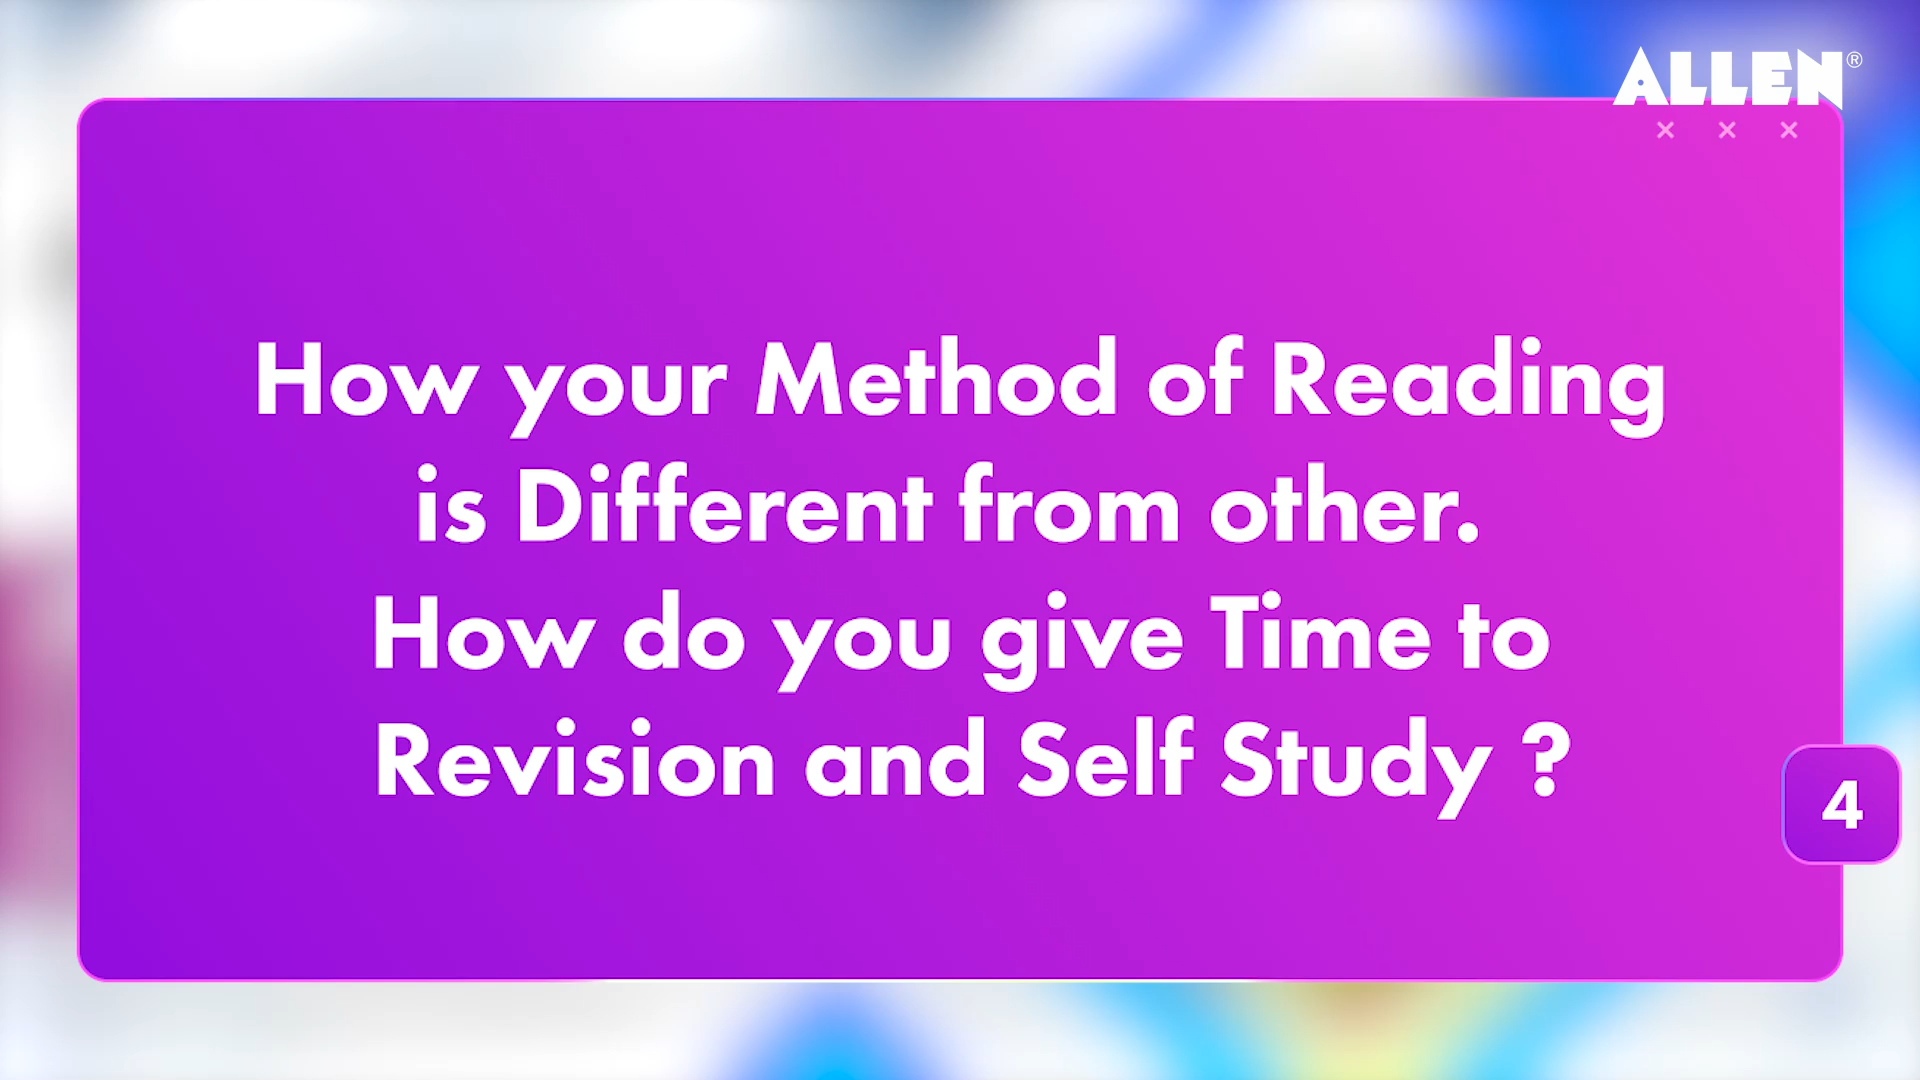 ALLEN®
How your Method of Reading
is Different from other.
How do you give Time to
Revision and Self Study ?
4